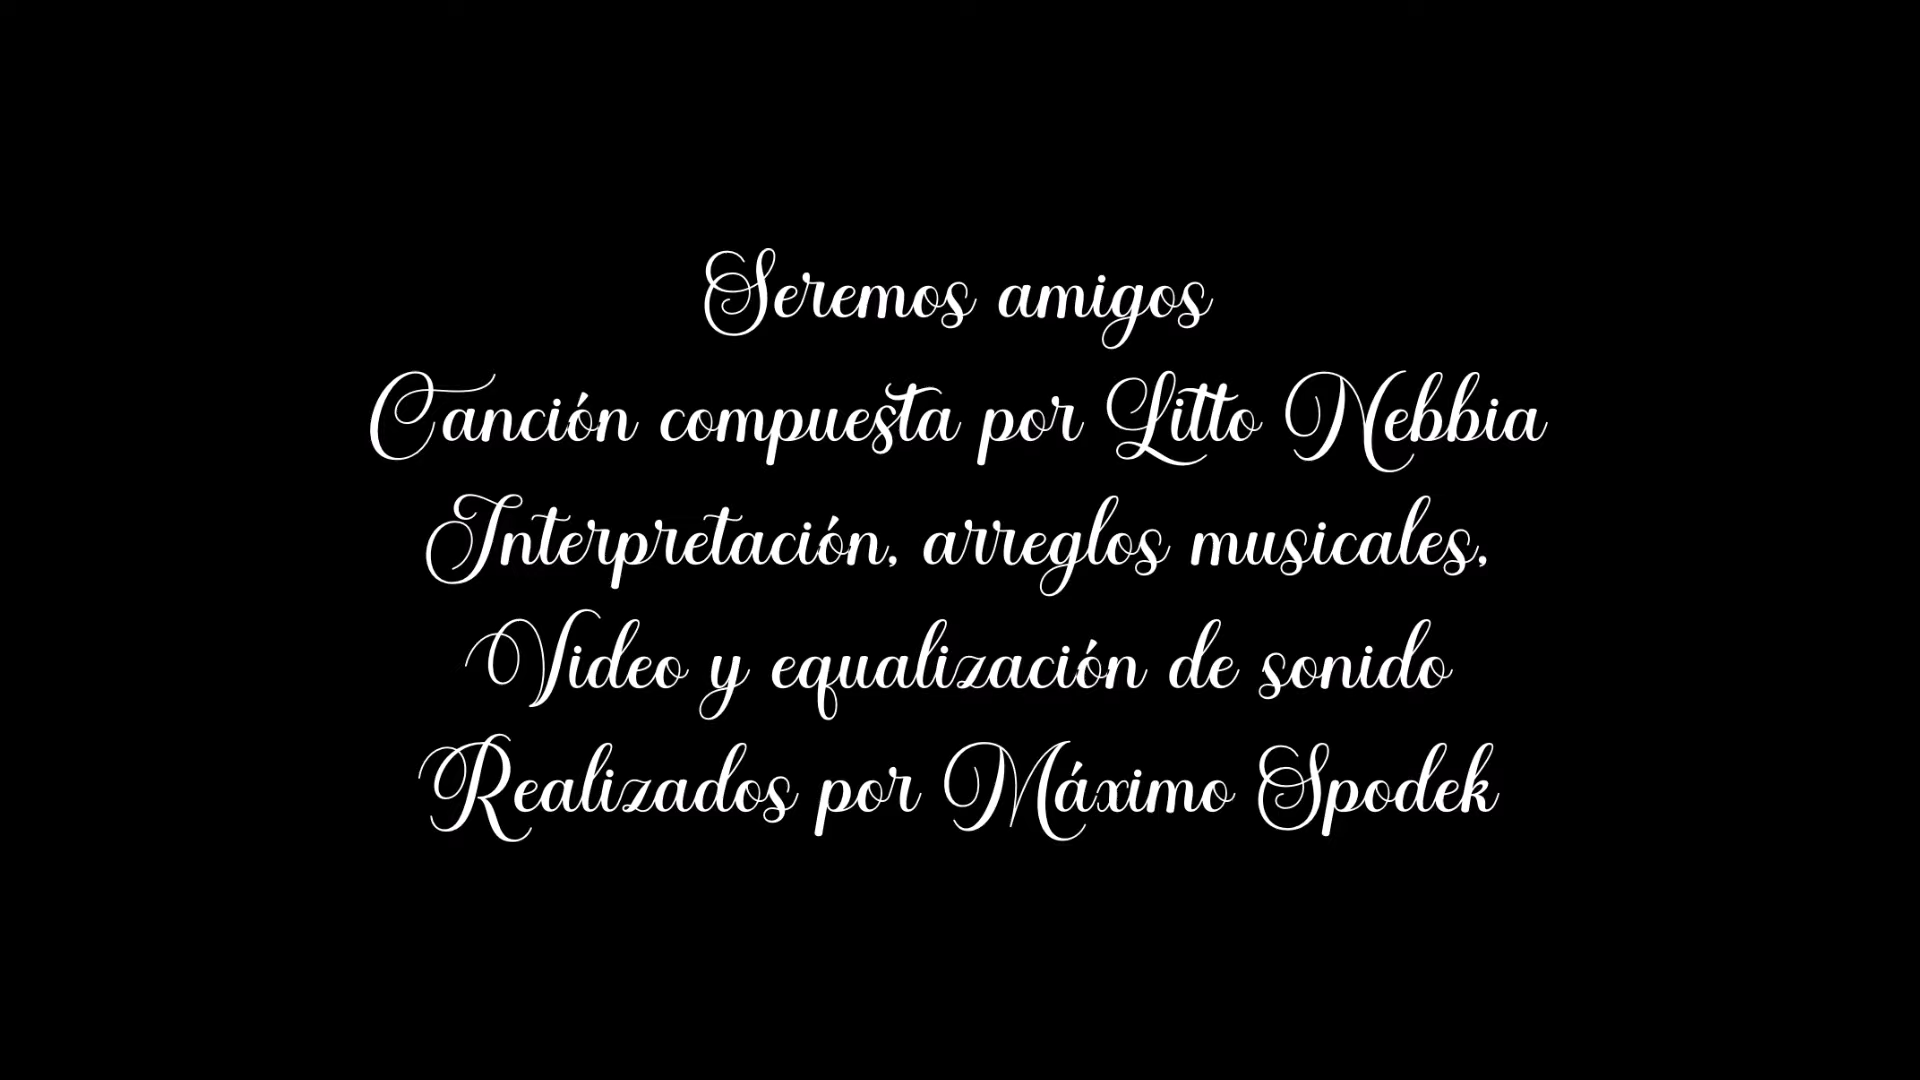 Seremos amigos
Canción compuesta por Litto Nebbia
Interpretación, arreglos musicales,
Video y equalización de sonido
Realizados por Máximo Spodek